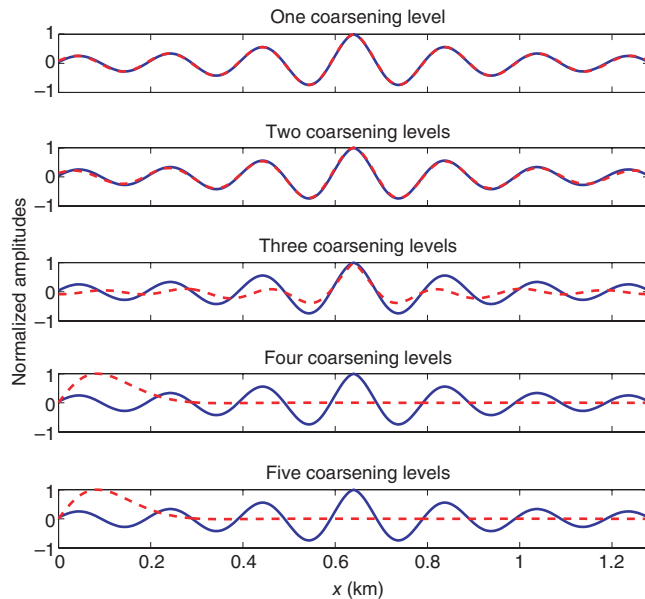 One coarsening level
1
0
−1
Two coarsening levels
1
0
−1
Three coarsening levels
1
0
−1
Four coarsening levels
1
0
−1
Five coarsening levels
1
0
−1
0 0.2 0.4 0.6 0.8 1 1.2
x (km)
Normalized amplitudes